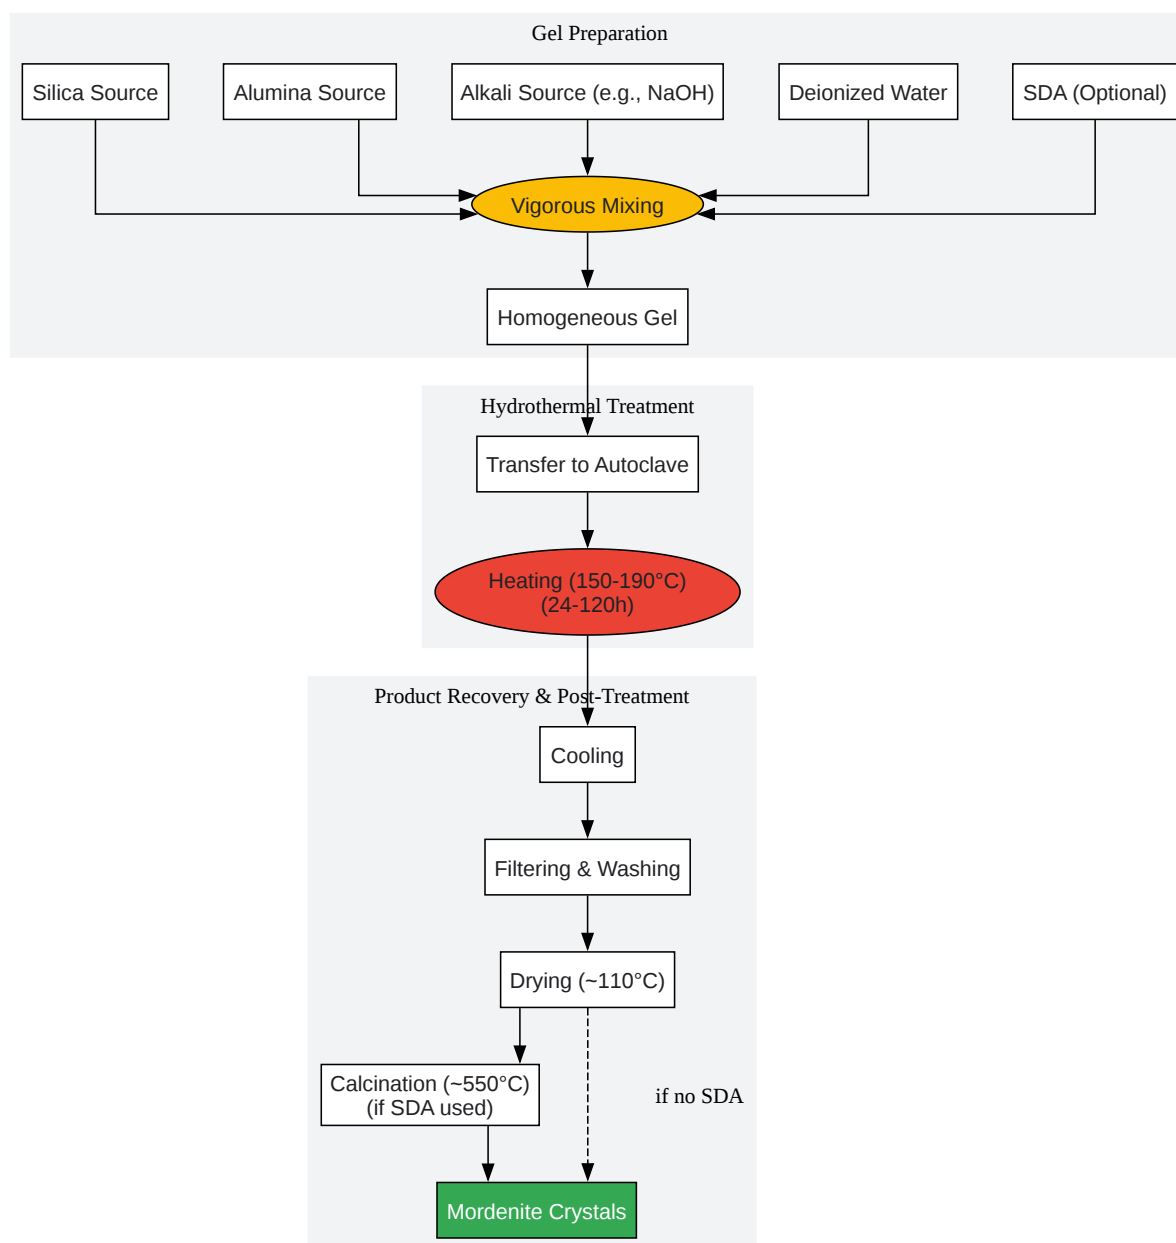 Gel Preparation
Silica Source
Alumina Source
Alkali Source (e.g., NaOH)
Deionized Water
SDA (Optional)
Vigorous Mixing
Homogeneous Gel
Hydrothermal Treatment
Transfer to Autoclave
Heating (150-190°C)
(24-120h)
Product Recovery & Post-Treatment
Cooling
Filtering & Washing
Drying (~110°C)
Calcination (~550°C)
(if SDA used)
if no SDA
Mordenite Crystals